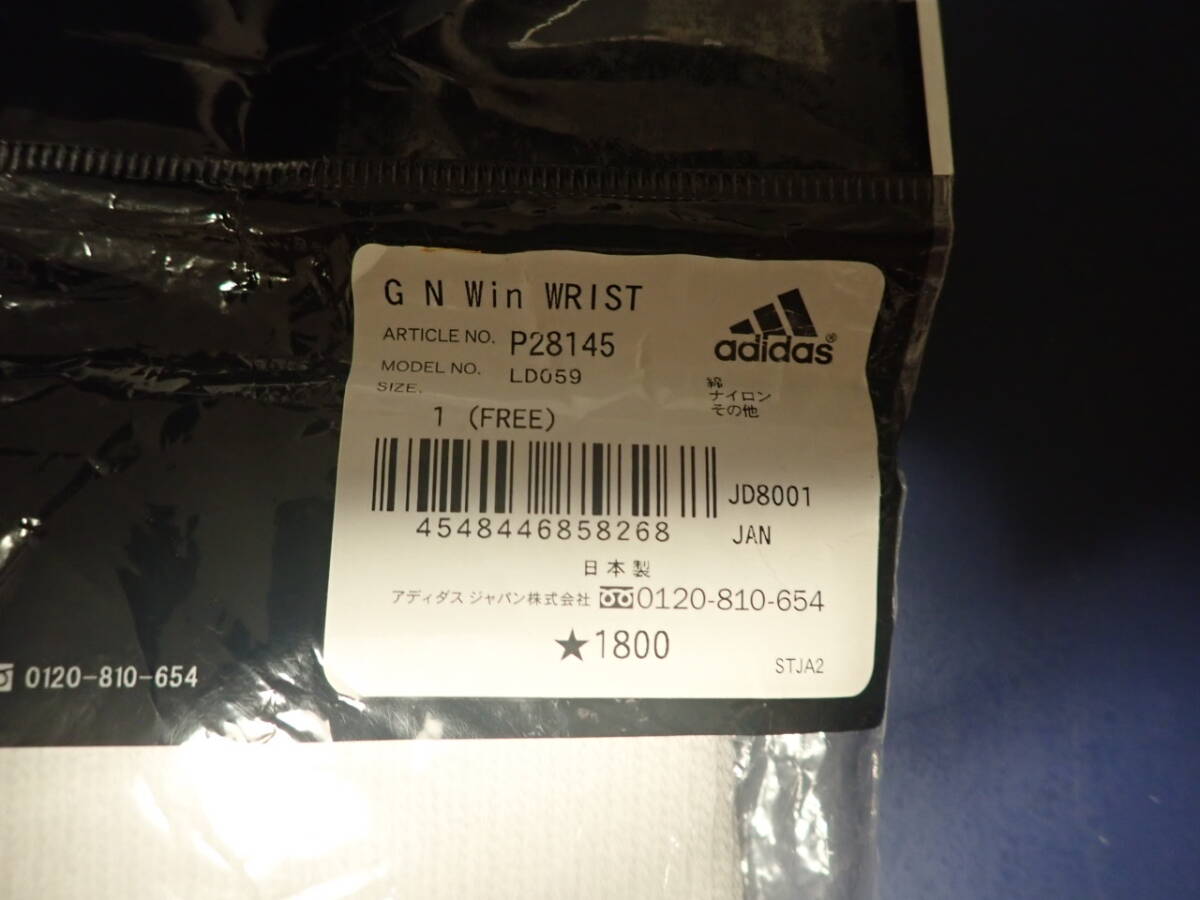 G N Win WRIST
ARTICLE NO. P28145
MODEL NO. LD059
SIZE.
1 (FREE)
adidas®
綿
ナイロン
その他
JD8001
4548446858268 JAN
日本製
アディダス ジャパン株式会社 0120-810-654
★1800
STJA2
0120-810-654